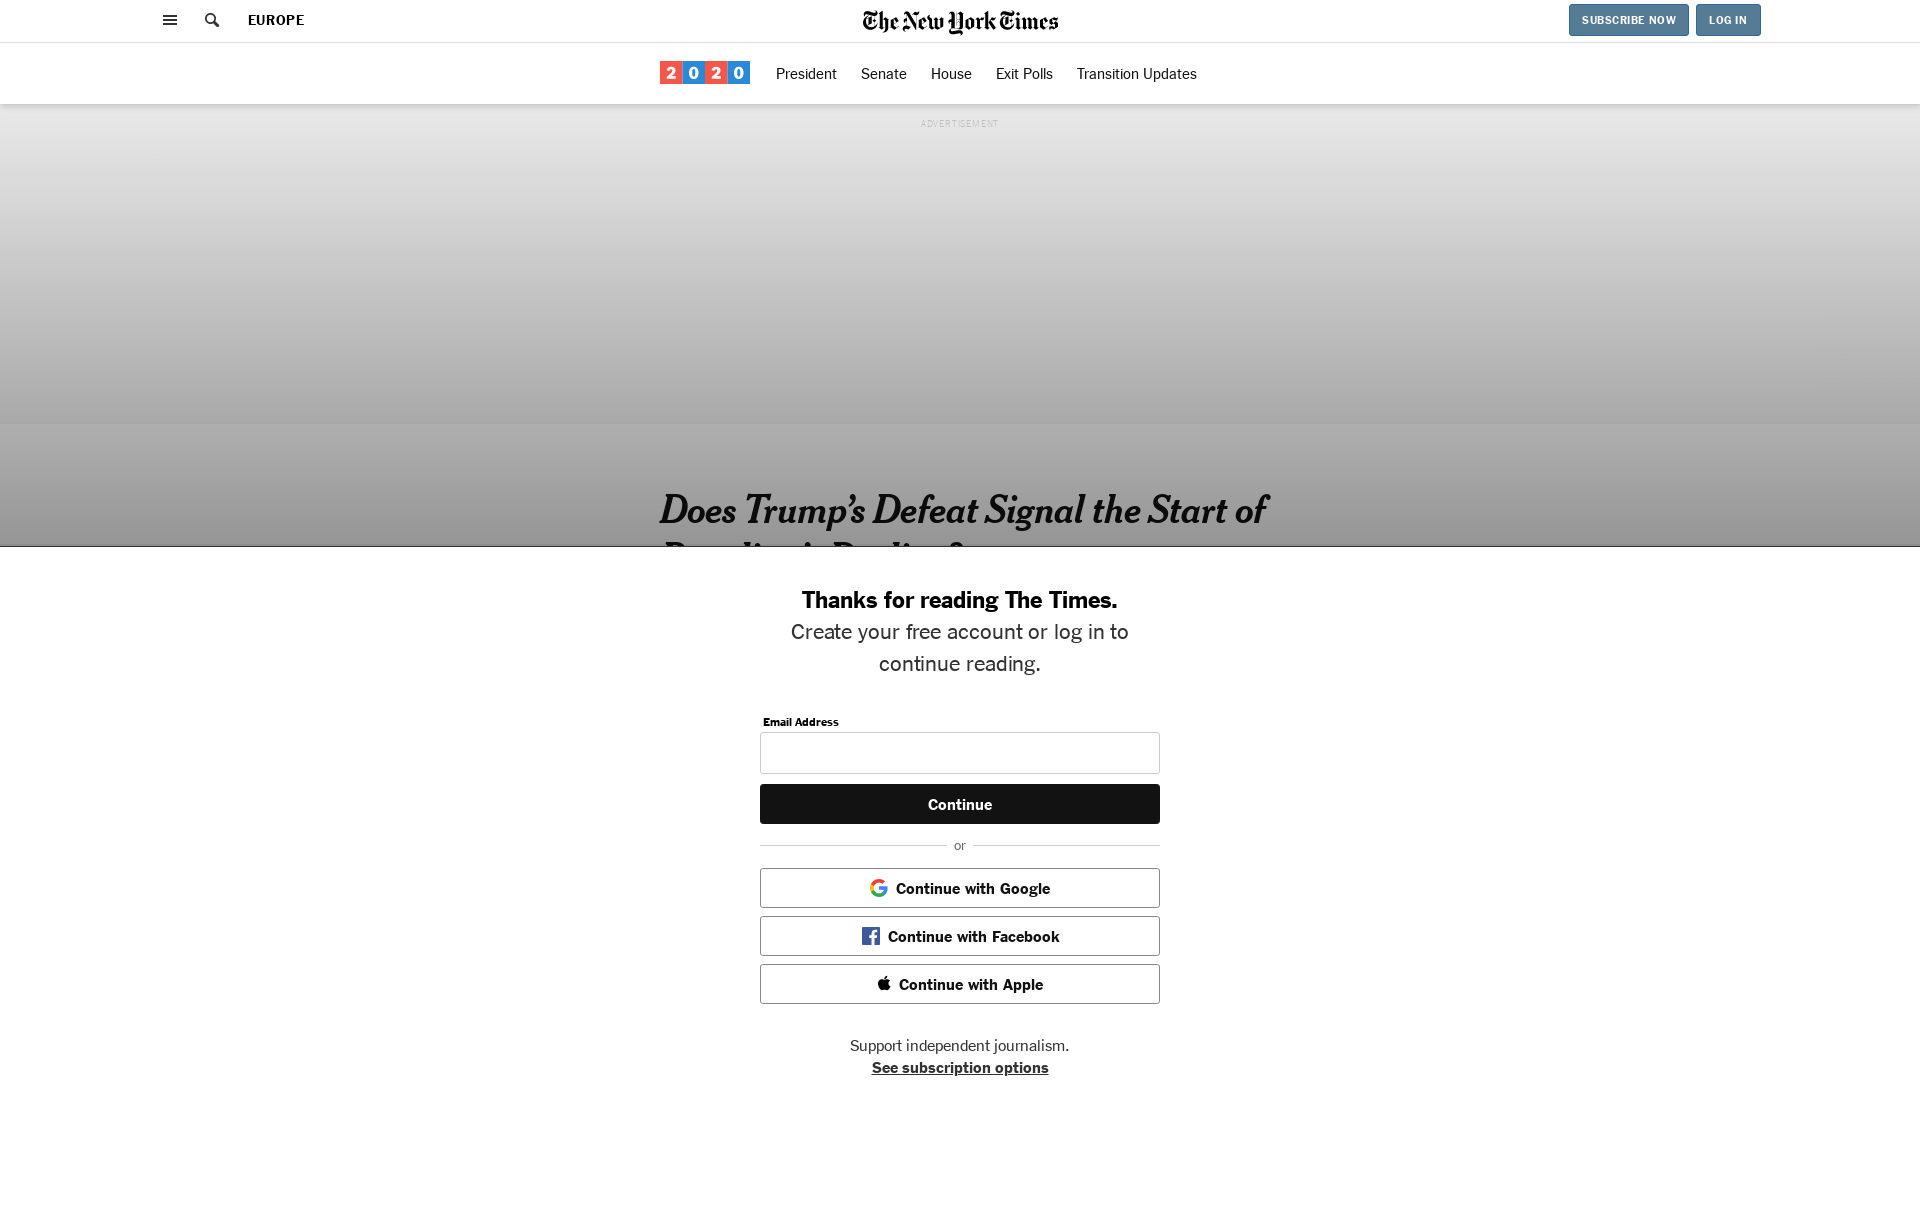 EUROPE
The New York Times
SUBSCRIBE NOW
LOG IN
2020
President
Senate
House
Exit Polls
Transition Updates
ADVERTISEMENT
Does Trump’s Defeat Signal the Start of
Thanks for reading The Times.
Create your free account or log in to
continue reading.
Email Address
Continue
or
Continue with Google
Continue with Facebook
Continue with Apple
Support independent journalism.
See subscription options